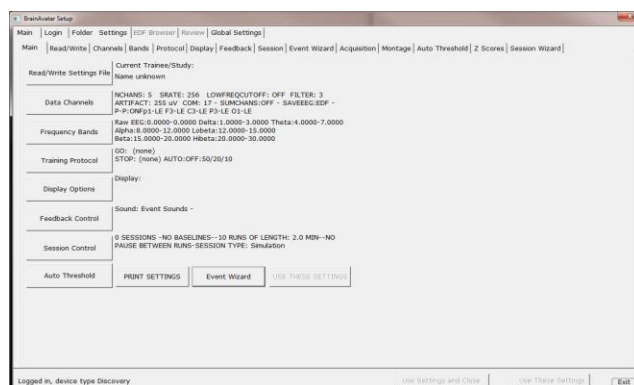 BrainAvatar Setup
Main Login Folder Settings EDF Browser Review Global Settings
Main Read/Write Channels Bands Protocol Display Feedback Session Event Wizard Acquisition Montage Auto Threshold Z Scores Session Wizard
Read/Write Settings File
Current Trainee/Study:
Name unknown
Data Channels
NCHANS: 5 SRATE: 256 LOWFREQCUTOFF: OFF FILTER: 3
ARTIFACT: 255 uV COM: 17 - SUMCHANS:OFF - SAVEEEG:EDF -
P-P:ONFp1-LE F3-LE C3-LE P3-LE O1-LE
Frequency Bands
Raw EEG:0.0000-0.0000 Delta:1.0000-3.0000 Theta:4.0000-7.0000
Alpha:8.0000-12.0000 Lobeta:12.0000-15.0000
Beta:15.0000-20.0000 Hibeta:20.0000-30.0000
Training Protocol
GO: (none)
STOP: (none) AUTO:OFF:50/20/10
Display Options
Display:
Feedback Control
Sound: Event Sounds -
Session Control
0 SESSIONS -NO BASELINES--10 RUNS OF LENGTH: 2.0 MIN--NO
PAUSE BETWEEN RUNS-SESSION TYPE: Simulation
Auto Threshold PRINT SETTINGS Event Wizard USE THESE SETTINGS
Logged in, device type Discovery Use Settings and Close Use These Settings Exit